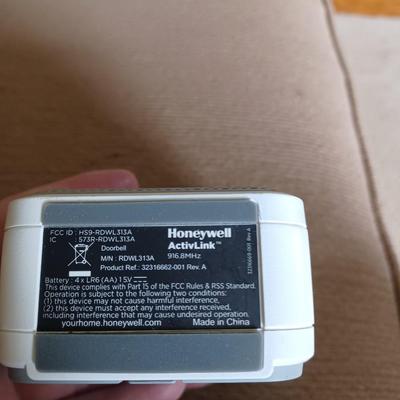 FCC ID : HS9-RDWL313A
IC : 573R-RDWL313A
Doorbell
M/N : RDWL313A
Product Ref.: 32316662-001 Rev. A
Honeywell
ActivLink™
916.8MHz
32316669-001 Rev A
Battery : 4 x LR6 (AA) 1.5V
This device complies with Part 15 of the FCC Rules & RSS Standard.
Operation is subject to the following two conditions:
(1) this device may not cause harmful interference,
(2) this device must accept any interference received,
including interference that may cause undesired operation.
yourhome.honeywell.com
Made in China